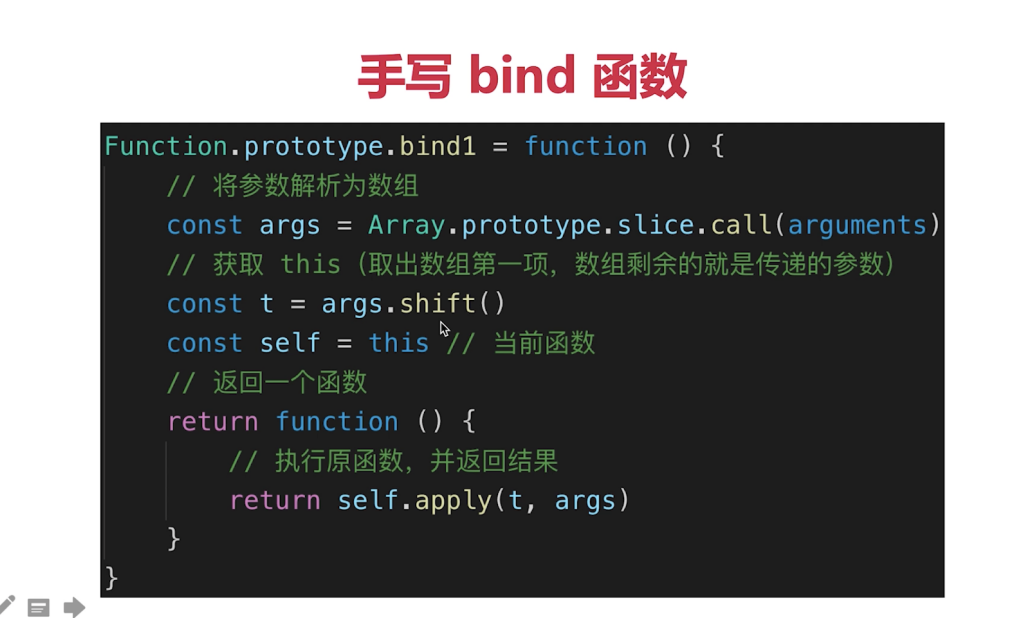 手写 bind 函数
Function.prototype.bind1 = function () {
// 将参数解析为数组
const args = Array.prototype.slice.call(arguments)
// 获取 this（取出数组第一项，数组剩余的就是传递的参数）
const t = args.shift()
const self = this // 当前函数
// 返回一个函数
return function () {
// 执行原函数，并返回结果
return self.apply(t, args)
}
}